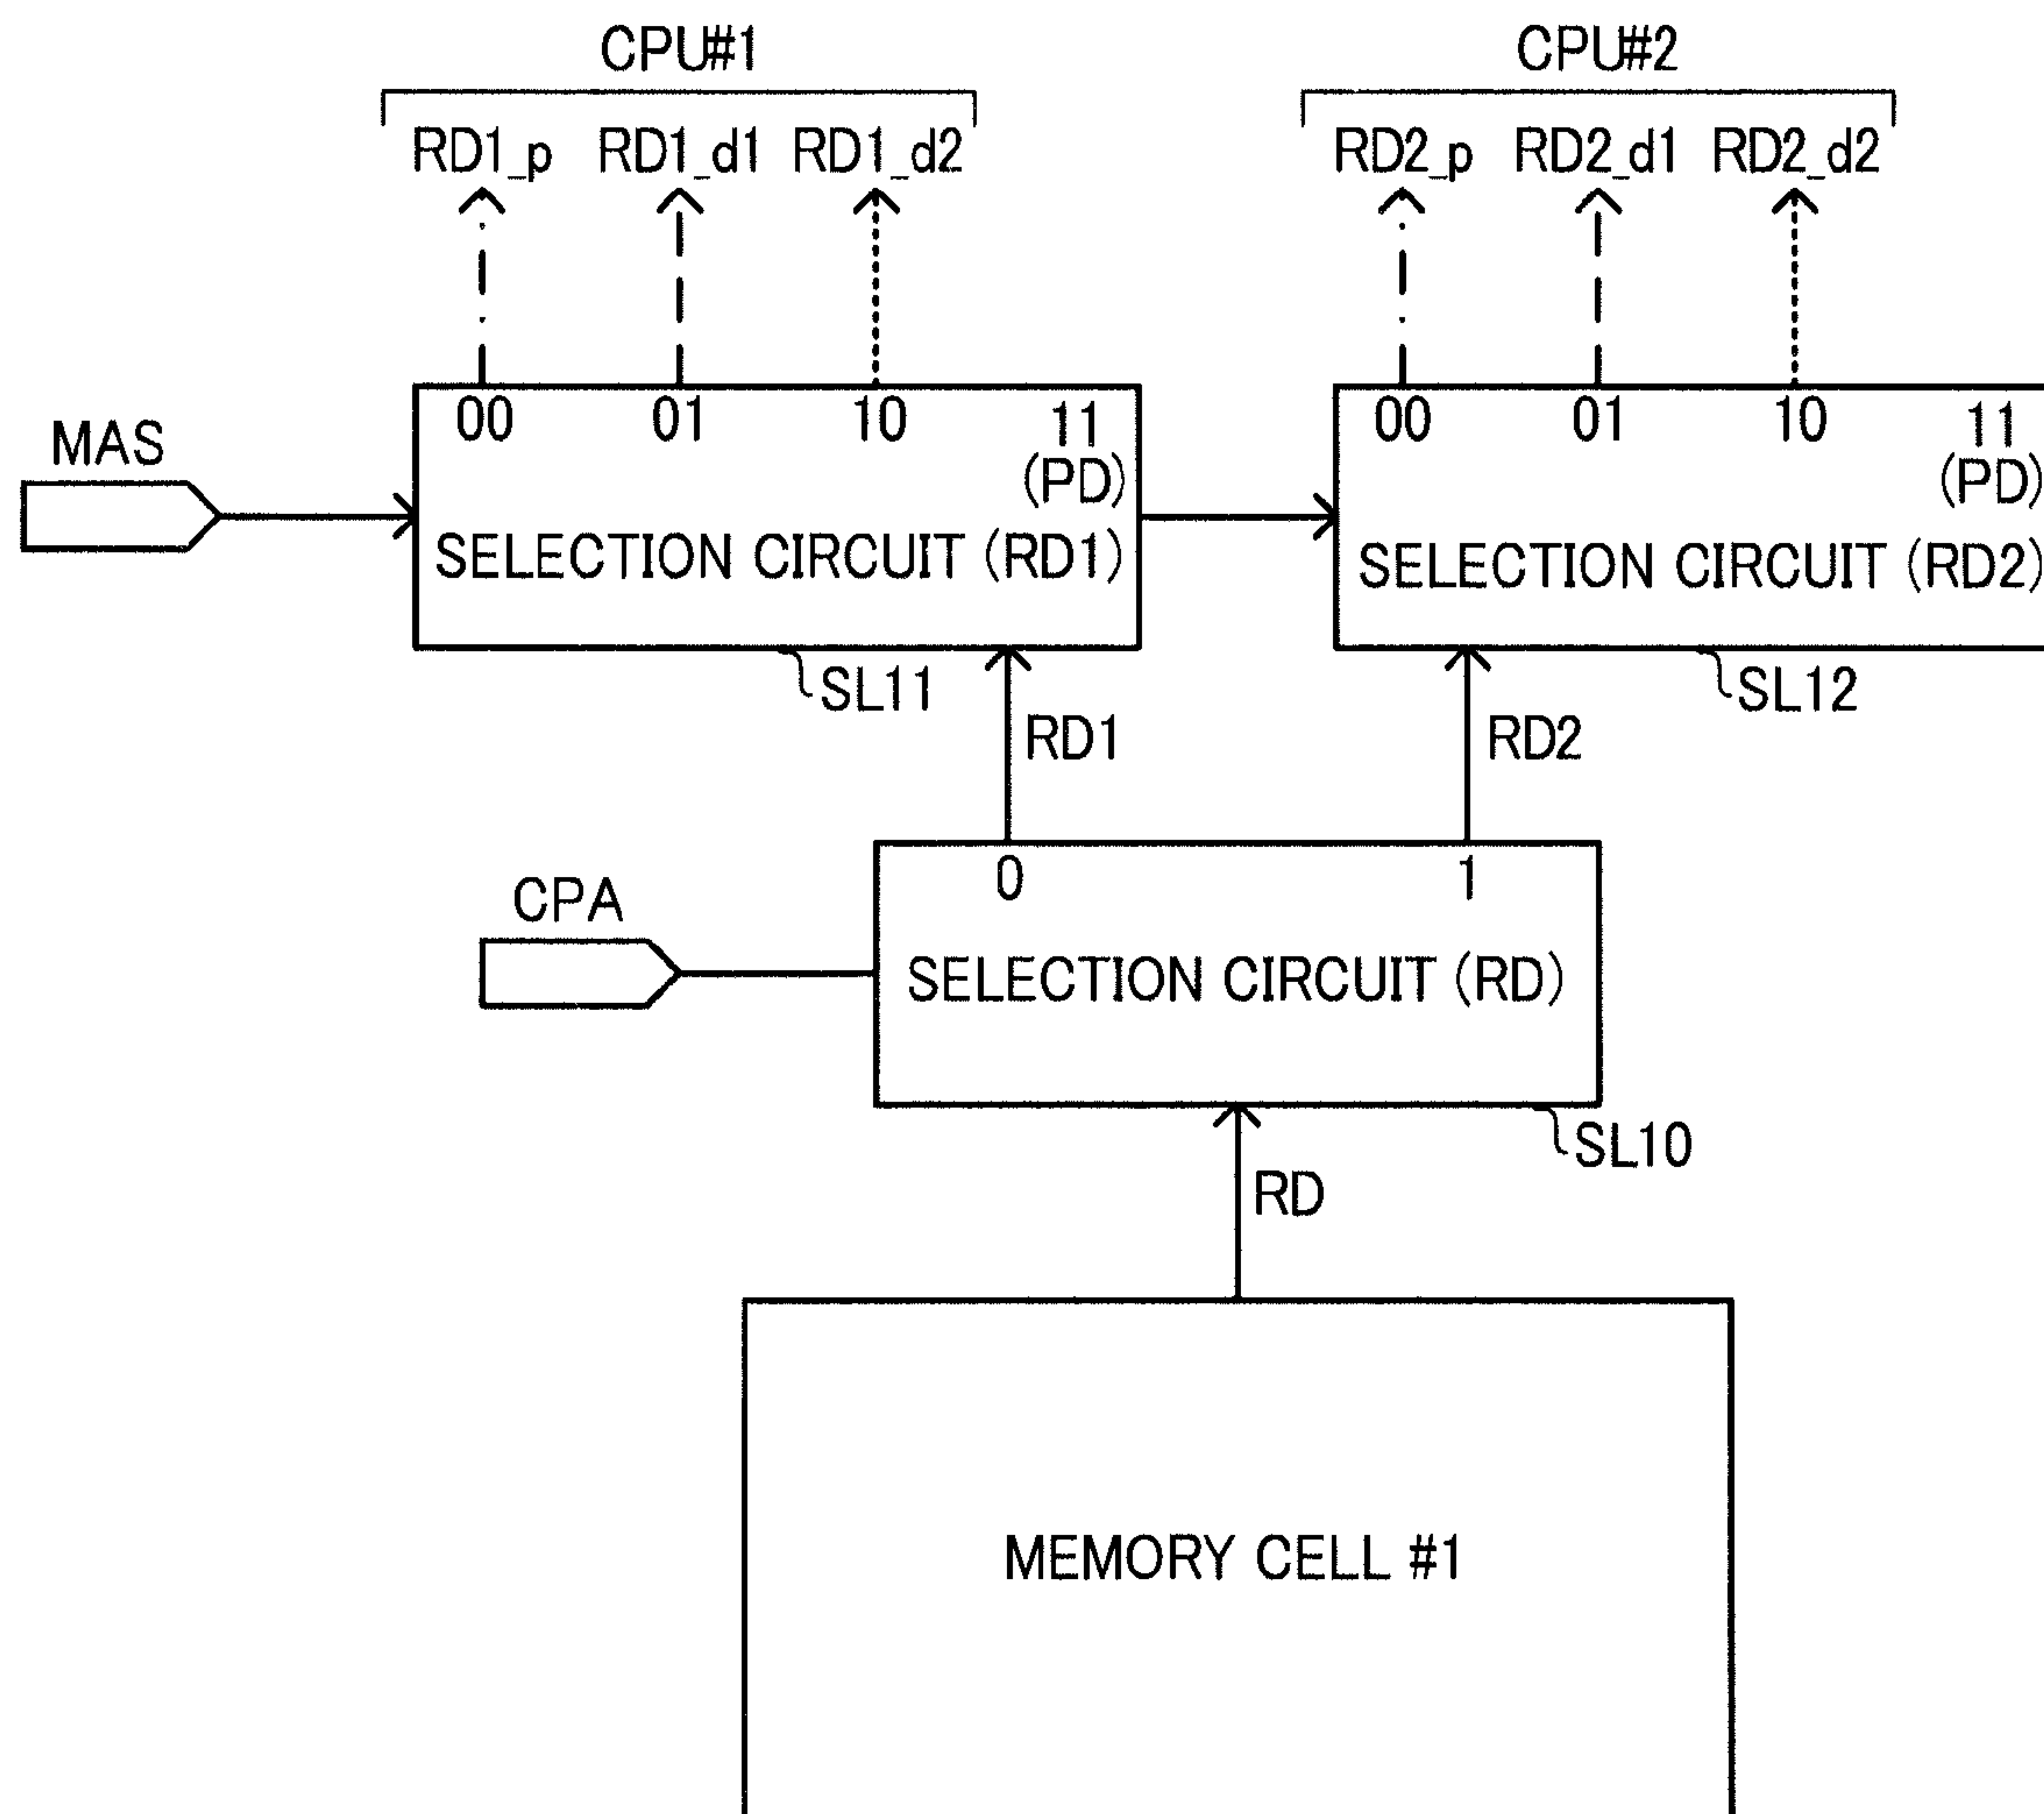 CPU#1 CPU#2
RD1_p RD1_d1 RD1_d2 RD2_p RD2_d1 RD2_d2
00 01 10 11 00 01 10 11
MAS
(PD) (PD)
SELECTION CIRCUIT (RD1) SELECTION CIRCUIT (RD2)
SL11 SL12
RD1 RD2
0 1
CPA
SELECTION CIRCUIT (RD)
SL10
RD
MEMORY CELL #1